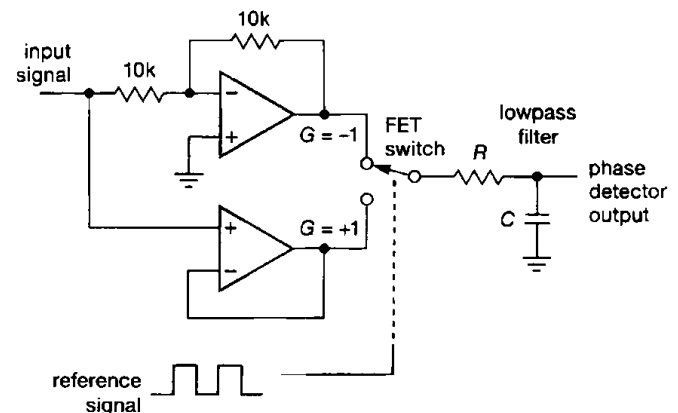 10k
input
signal
10k
−
+
G = −1
FET
switch
lowpass
filter
R
phase
detector
output
C
+
−
G = +1
reference
signal